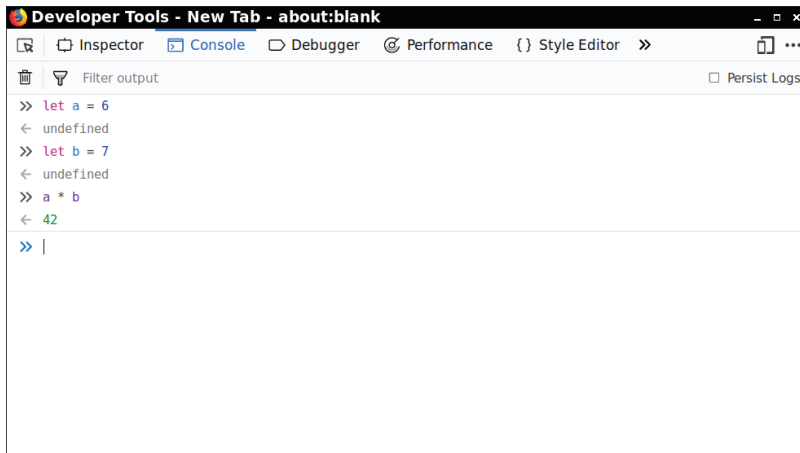 Developer Tools - New Tab - about:blank
Inspector Console Debugger Performance { } Style Editor »
Filter output Persist Logs
» let a = 6
← undefined
» let b = 7
← undefined
» a * b
← 42
»